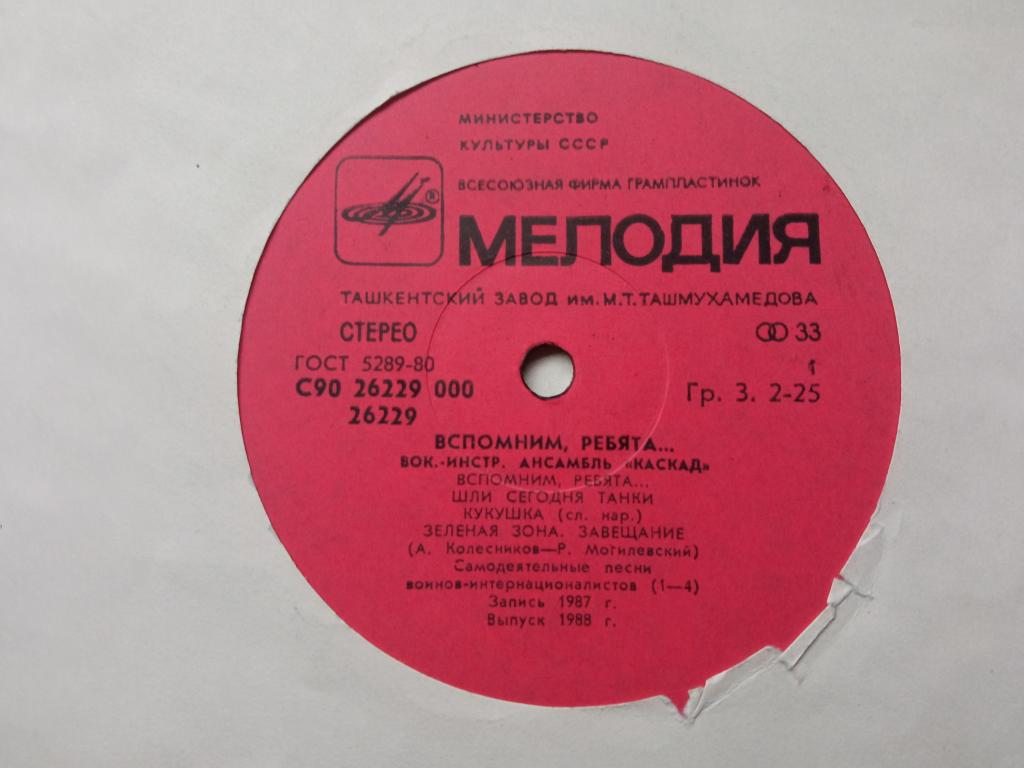 МИНИСТЕРСТВО
КУЛЬТУРЫ СССР
ВСЕСОЮЗНАЯ ФИРМА ГРАМПЛАСТИНОК
®
МЕЛОДИЯ
ТАШКЕНТСКИЙ ЗАВОД ИМ. М.Т. ТАШМУХАМЕДОВА
СТЕРЕО 33
ГОСТ 5289-80 1
С90 26229 000 Гр. 3. 2-25
26229
ВСПОМНИМ, РЕБЯТА...
ВОК.-ИНСТР. АНСАМБЛЬ «КАСКАД»
ВСПОМНИМ, РЕБЯТА...
ШЛИ СЕГОДНЯ ТАНКИ
КУКУШКА (сл. нар.)
ЗЕЛЕНАЯ ЗОНА. ЗАВЕЩАНИЕ
(А. Колесников—Р. Могилевский)
Самодеятельные песни
воинов-интернационалистов (1—4)
Запись 1987 г.
Выпуск 1988 г.